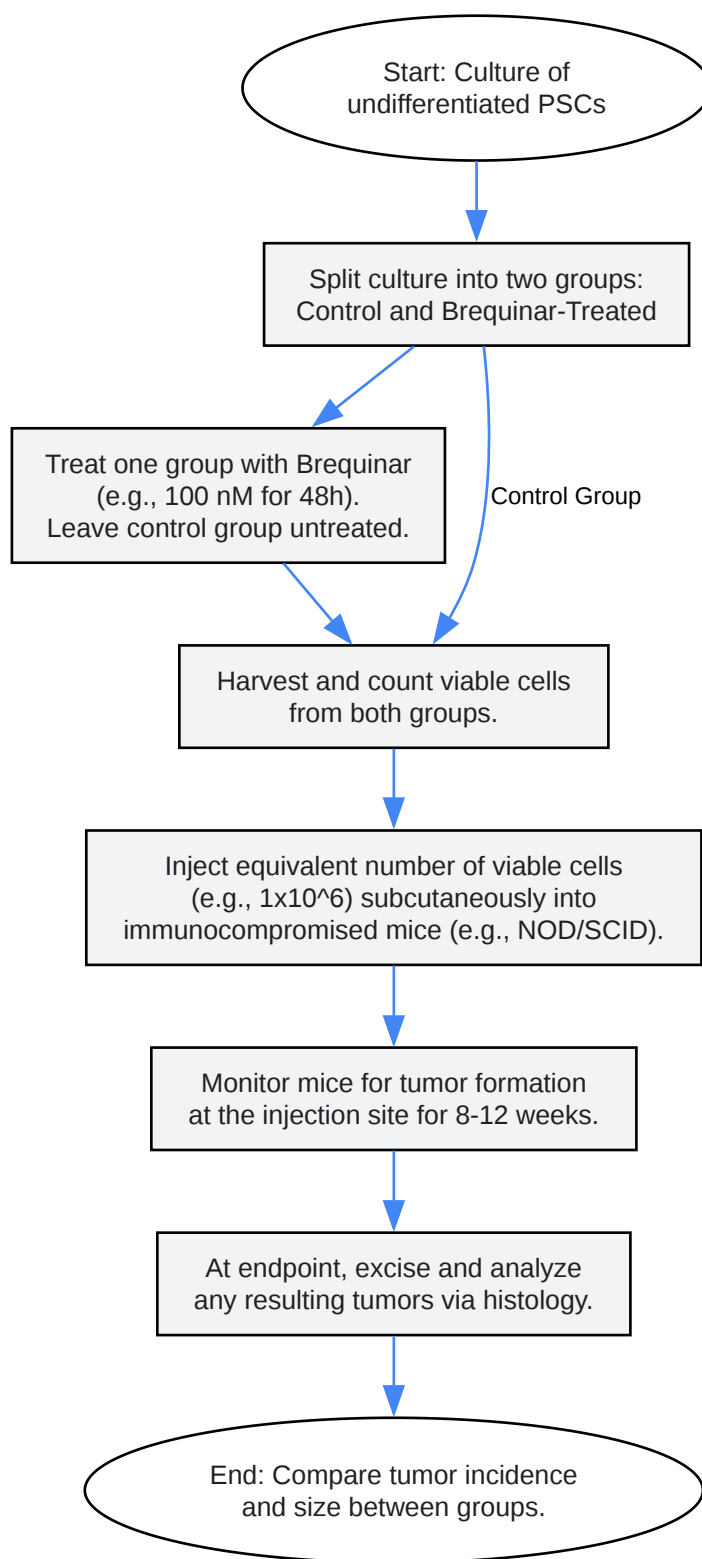 Start: Culture of
undifferentiated PSCs
Split culture into two groups:
Control and Brequinar-Treated
Treat one group with Brequinar
(e.g., 100 nM for 48h).
Leave control group untreated.
Control Group
Harvest and count viable cells
from both groups.
Inject equivalent number of viable cells
(e.g., 1x10^6) subcutaneously into
immunocompromised mice (e.g., NOD/SCID).
Monitor mice for tumor formation
at the injection site for 8-12 weeks.
At endpoint, excise and analyze
any resulting tumors via histology.
End: Compare tumor incidence
and size between groups.